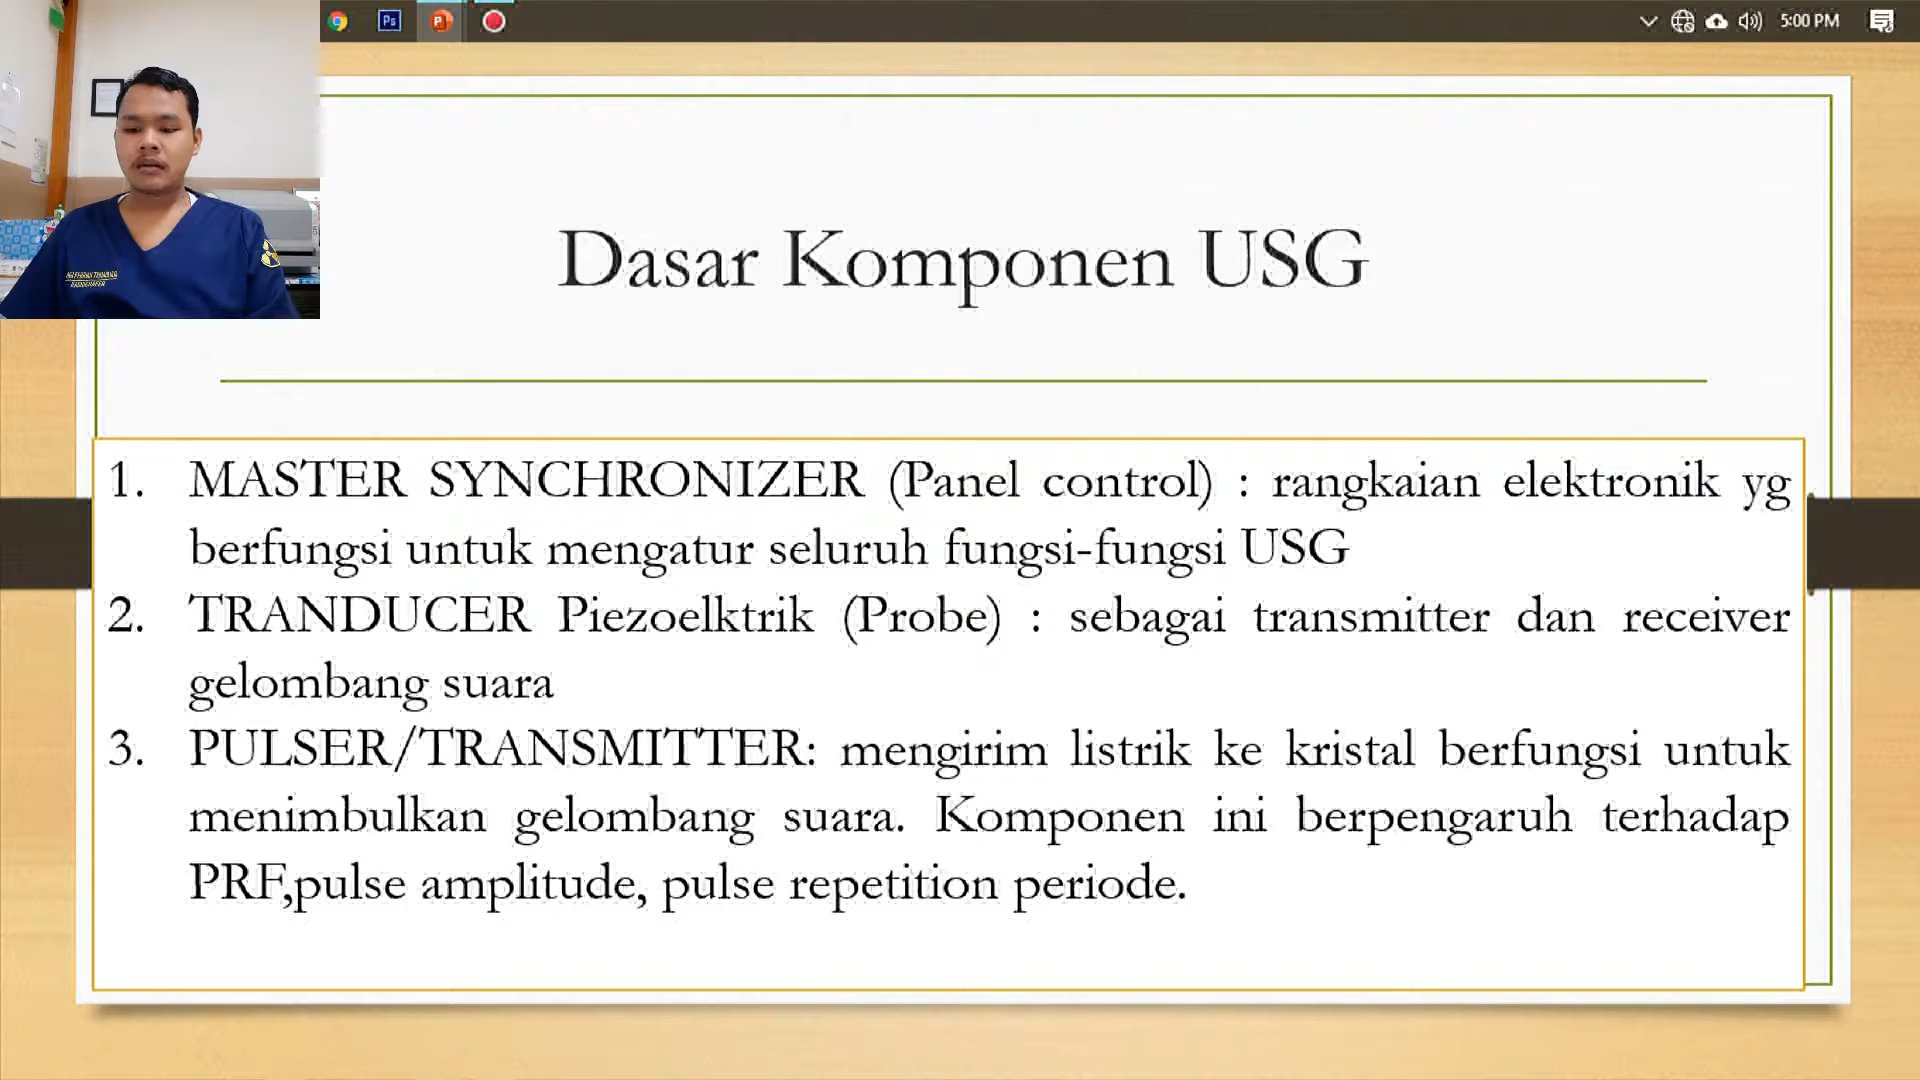 Ps
P
5:00 PM
RADIOGRAFER
Dasar Komponen USG
1. MASTER SYNCHRONIZER (Panel control) : rangkaian elektronik yg
berfungsi untuk mengatur seluruh fungsi-fungsi USG
2. TRANDUCER Piezoelktrik (Probe) : sebagai transmitter dan receiver
gelombang suara
3. PULSER/TRANSMITTER: mengirim listrik ke kristal berfungsi untuk
menimbulkan gelombang suara. Komponen ini berpengaruh terhadap
PRF,pulse amplitude, pulse repetition periode.